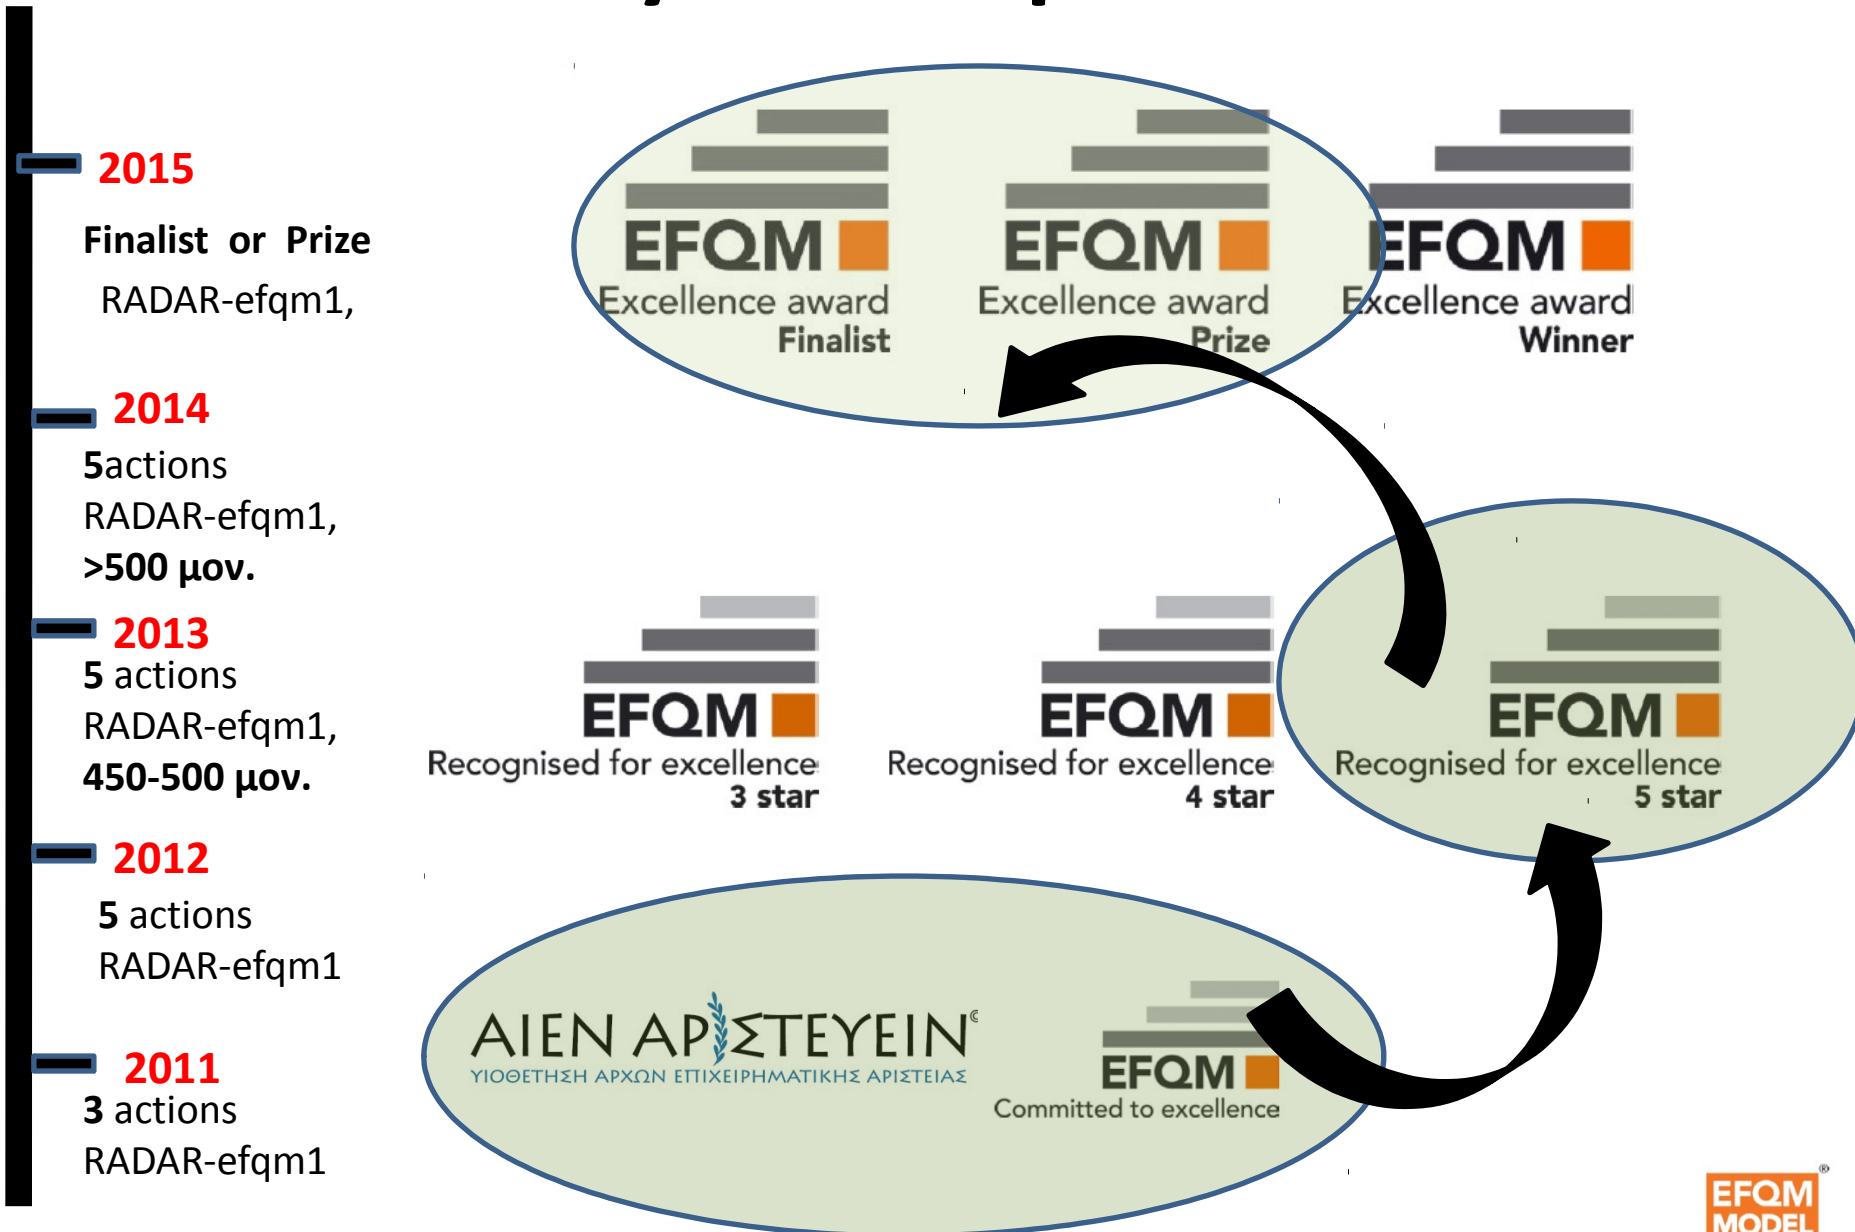 2015
Finalist or Prize
RADAR-efqm1,
2014
5actions
RADAR-efqm1,
>500 μον.
2013
5 actions
RADAR-efqm1,
450-500 μον.
2012
5 actions
RADAR-efqm1
2011
3 actions
RADAR-efqm1
EFQM
Excellence award
Finalist
EFQM
Excellence award
Prize
EFQM
Excellence award
Winner
EFQM
Recognised for excellence
3 star
EFQM
Recognised for excellence
4 star
EFQM
Recognised for excellence
5 star
ΑΙΕΝ ΑΡΙΣΤΕΥΕΙΝ©
ΥΙΟΘΕΤΗΣΗ ΑΡΧΩΝ ΕΠΙΧΕΙΡΗΜΑΤΙΚΗΣ ΑΡΙΣΤΕΙΑΣ
EFQM
Committed to excellence
EFQM®
MODEL